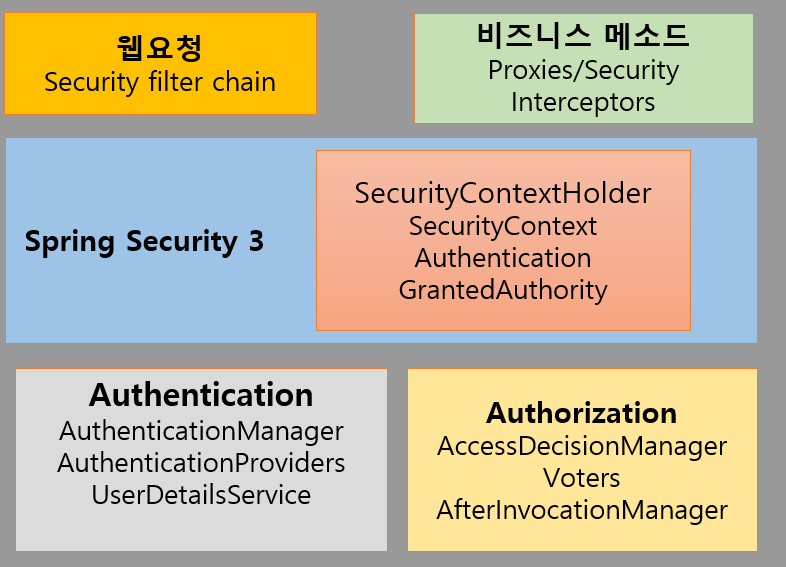 웹요청
Security filter chain
비즈니스 메소드
Proxies/Security
Interceptors
Spring Security 3
SecurityContextHolder
SecurityContext
Authentication
GrantedAuthority
Authentication
AuthenticationManager
AuthenticationProviders
UserDetailsService
Authorization
AccessDecisionManager
Voters
AfterInvocationManager